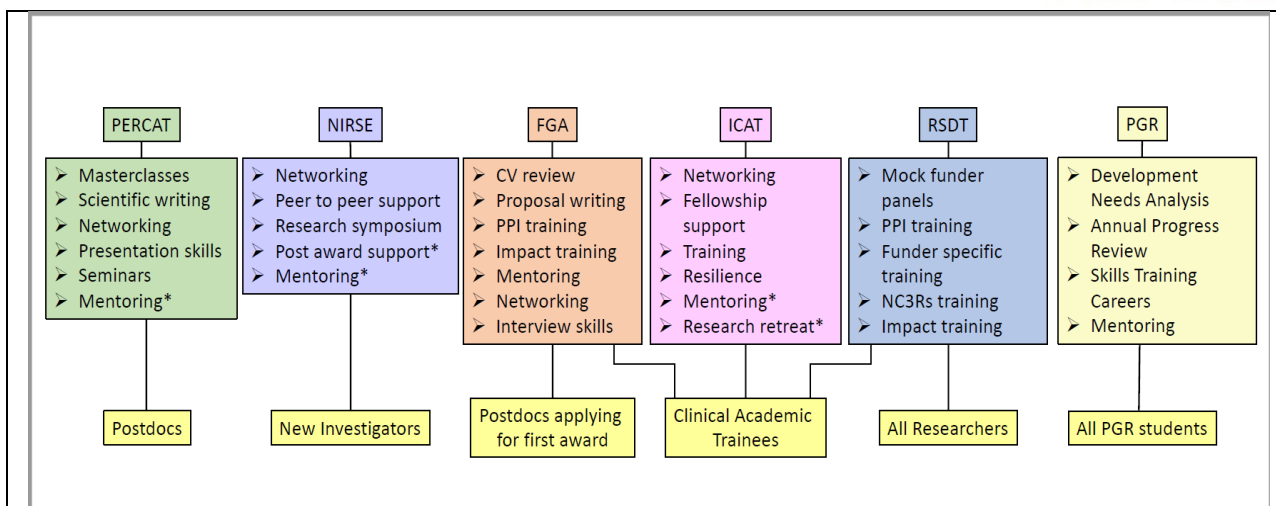 PERCAT
Masterclasses
Scientific writing
Networking
Presentation skills
Seminars
Mentoring*
Postdocs
NIRSE
Networking
Peer to peer support
Research symposium
Post award support*
Mentoring*
New Investigators
FGA
CV review
Proposal writing
PPI training
Impact training
Mentoring
Networking
Interview skills
Postdocs applying
for first award
ICAT
Networking
Fellowship
support
Training
Resilience
Mentoring*
Research retreat*
Clinical Academic
Trainees
RSDT
Mock funder
panels
PPI training
Funder specific
training
NC3Rs training
Impact training
All Researchers
PGR
Development
Needs Analysis
Annual Progress
Review
Skills Training
Careers
Mentoring
All PGR students